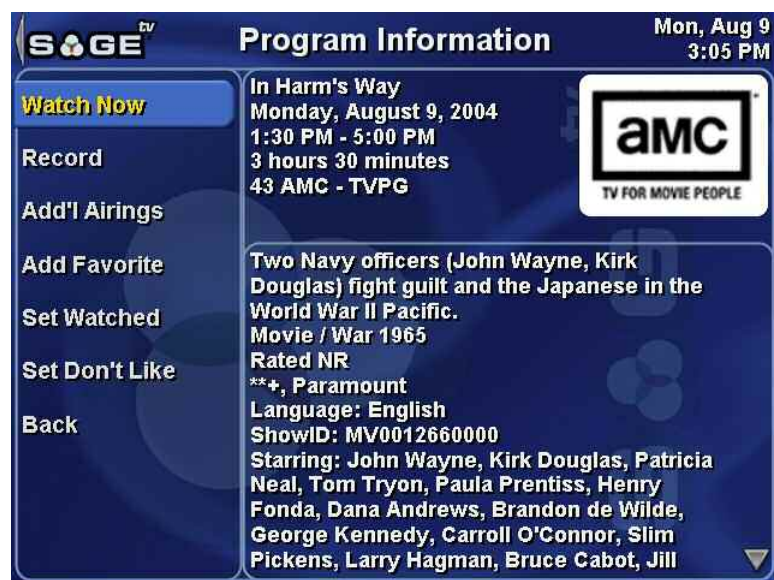 SAGE tv
Program Information
Mon, Aug 9
3:05 PM
Watch Now
Record
Add'l Airings
Add Favorite
Set Watched
Set Don't Like
Back
In Harm's Way
Monday, August 9, 2004
1:30 PM - 5:00 PM
3 hours 30 minutes
43 AMC - TVPG
aMC
TV FOR MOVIE PEOPLE
Two Navy officers (John Wayne, Kirk
Douglas) fight guilt and the Japanese in the
World War II Pacific.
Movie / War 1965
Rated NR
**+, Paramount
Language: English
ShowID: MV0012660000
Starring: John Wayne, Kirk Douglas, Patricia
Neal, Tom Tryon, Paula Prentiss, Henry
Fonda, Dana Andrews, Brandon de Wilde,
George Kennedy, Carroll O'Connor, Slim
Pickens, Larry Hagman, Bruce Cabot, Jill